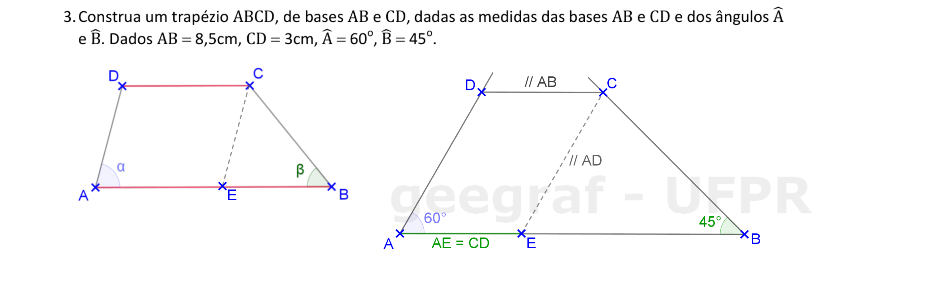 3. Construa um trapézio ABCD, de bases AB e CD, dadas as medidas das bases AB e CD e dos ângulos Â
e B̂. Dados AB = 8,5cm, CD = 3cm, Â = 60°, B̂ = 45°.
D C D // AB C
α β // AD
A E B
geegraf - UFPR
60° 45°
A AE = CD E B